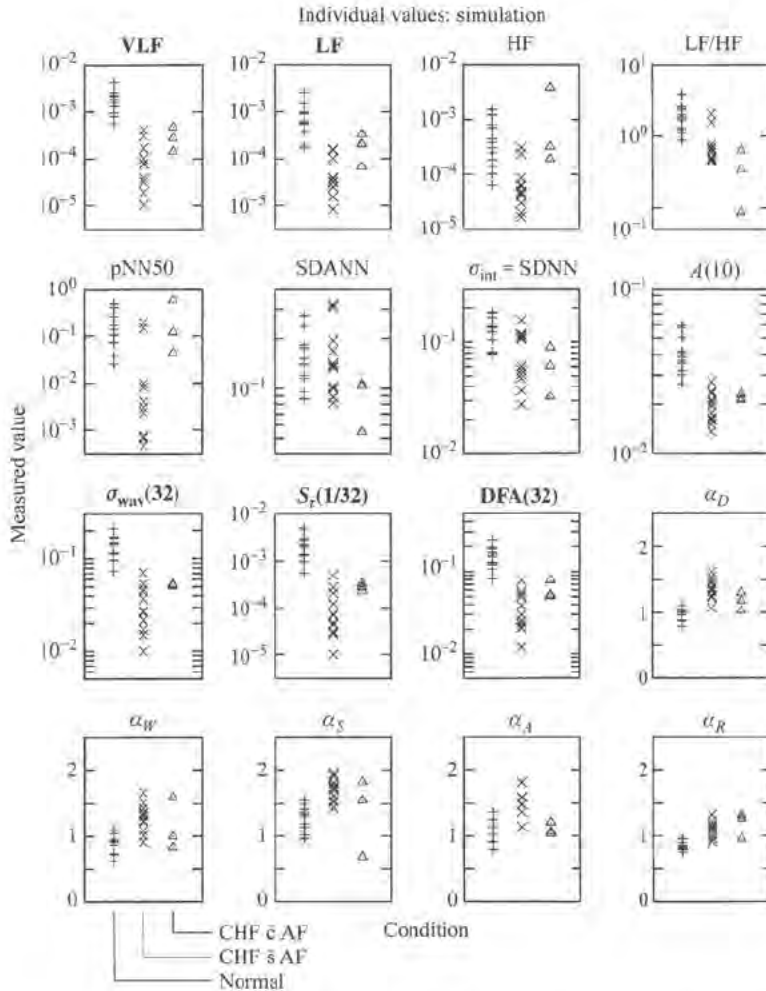 Individual values: simulation
VLF LF HF LF/HF
10⁻² 10⁻² 10⁻² 10¹
10⁻³ 10⁻³ 10⁻³
10⁻⁴ 10⁻⁴ 10⁻⁴ 10⁰
10⁻⁵ 10⁻⁵ 10⁻⁵ 10⁻¹
pNN50 SDANN σint = SDNN A(10)
10⁰ 10⁻¹
10⁻¹ 10⁻¹ 10⁻¹
10⁻²
10⁻³ 10⁻² 10⁻²
Measured value
σwav(32) Sτ(1/32) DFA(32) αD
10⁻² 2
10⁻¹ 10⁻³ 10⁻¹
10⁻⁴ 1
10⁻² 10⁻⁵ 10⁻² 0
αW αS αA αR
2 2 2 2
1 1 1 1
0 0 0 0
CHF c̄ AF
Condition
CHF s̄ AF
Normal